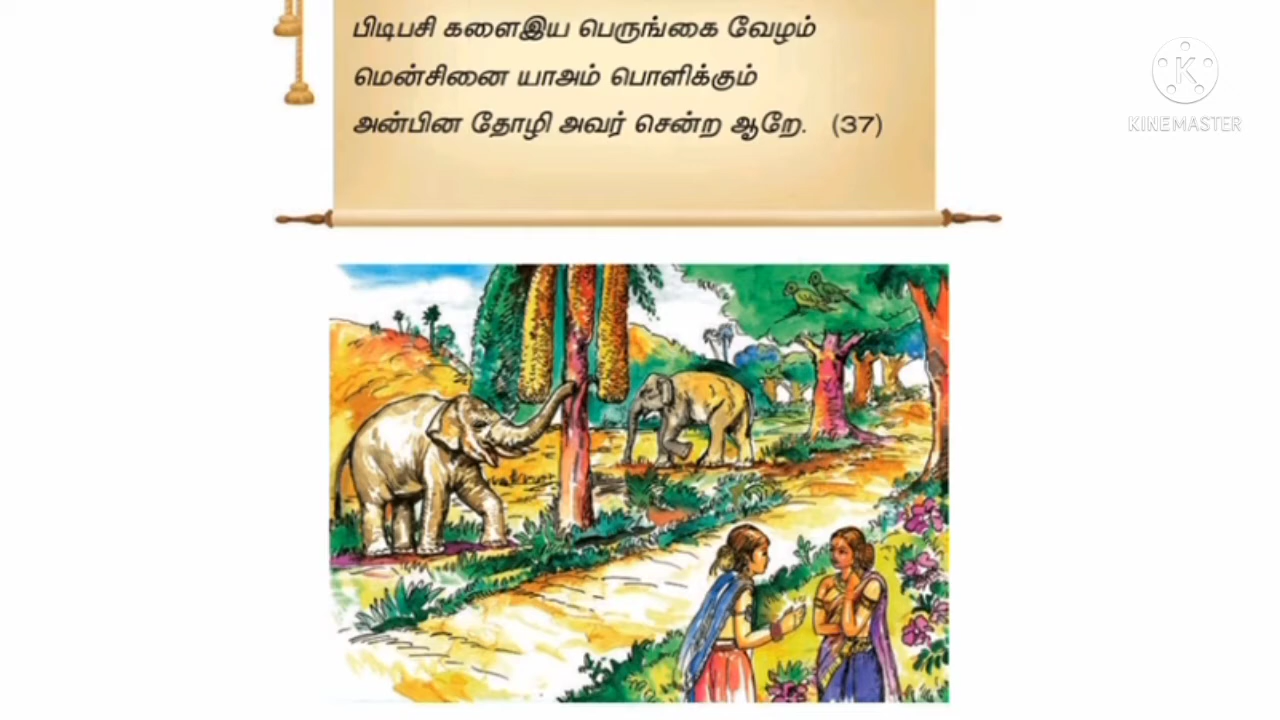 பிடிபசி களைஇய பெருங்கை வேழம்
மென்சினை யாஅம் பொளிக்கும்
அன்பின தோழி அவர் சென்ற ஆறே. (37)
K
KINEMASTER